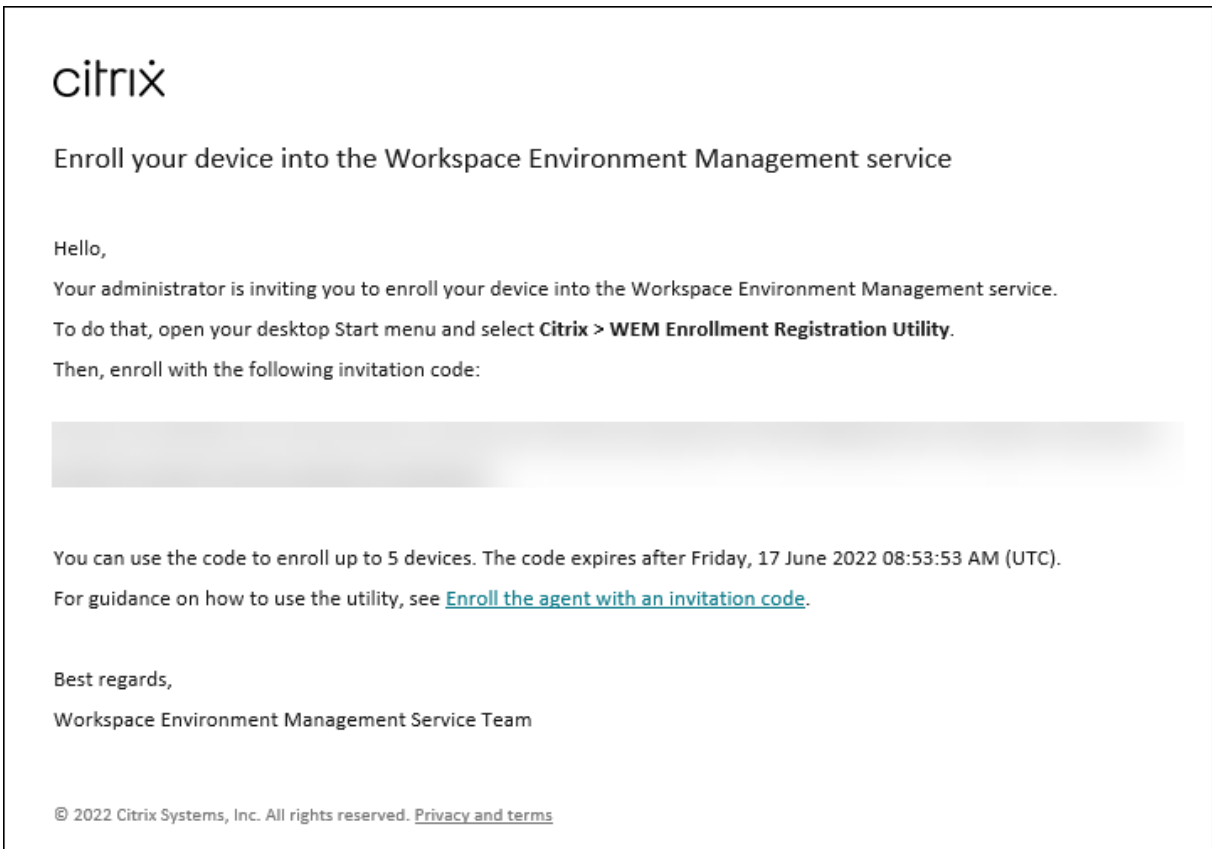 citrix
Enroll your device into the Workspace Environment Management service
Hello,
Your administrator is inviting you to enroll your device into the Workspace Environment Management service.
To do that, open your desktop Start menu and select Citrix > WEM Enrollment Registration Utility.
Then, enroll with the following invitation code:
You can use the code to enroll up to 5 devices. The code expires after Friday, 17 June 2022 08:53:53 AM (UTC).
For guidance on how to use the utility, see Enroll the agent with an invitation code.
Best regards,
Workspace Environment Management Service Team
© 2022 Citrix Systems, Inc. All rights reserved. Privacy and terms